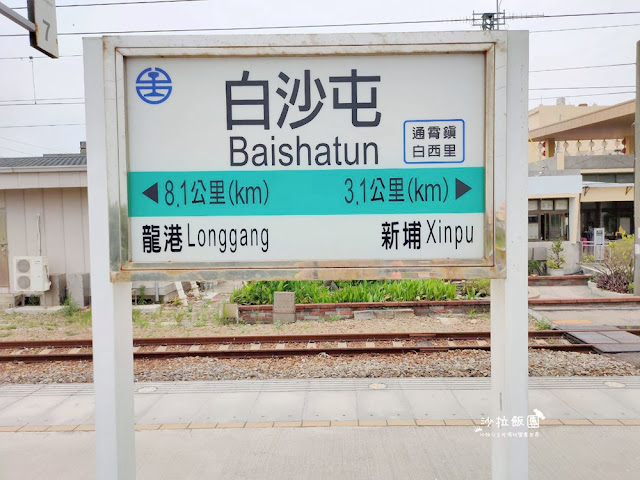 7
白沙屯
Baishatun
通霄鎮
白西里
8.1公里(km)
3.1公里(km)
龍港 Longgang
新埔 Xinpu
沙拉飯團